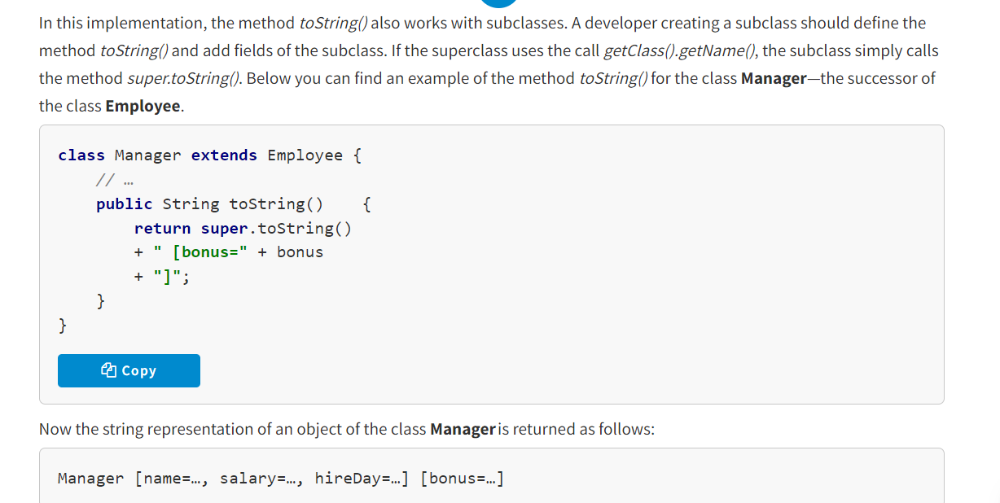 In this implementation, the method toString() also works with subclasses. A developer creating a subclass should define the
method toString() and add fields of the subclass. If the superclass uses the call getClass().getName(), the subclass simply calls
the method super.toString(). Below you can find an example of the method toString() for the class Manager—the successor of
the class Employee.
class Manager extends Employee {
    // …
    public String toString()    {
        return super.toString()
        + " [bonus=" + bonus
        + "]";
    }
}
Copy
Now the string representation of an object of the class Manager is returned as follows:
Manager [name=…, salary=…, hireDay=…] [bonus=…]